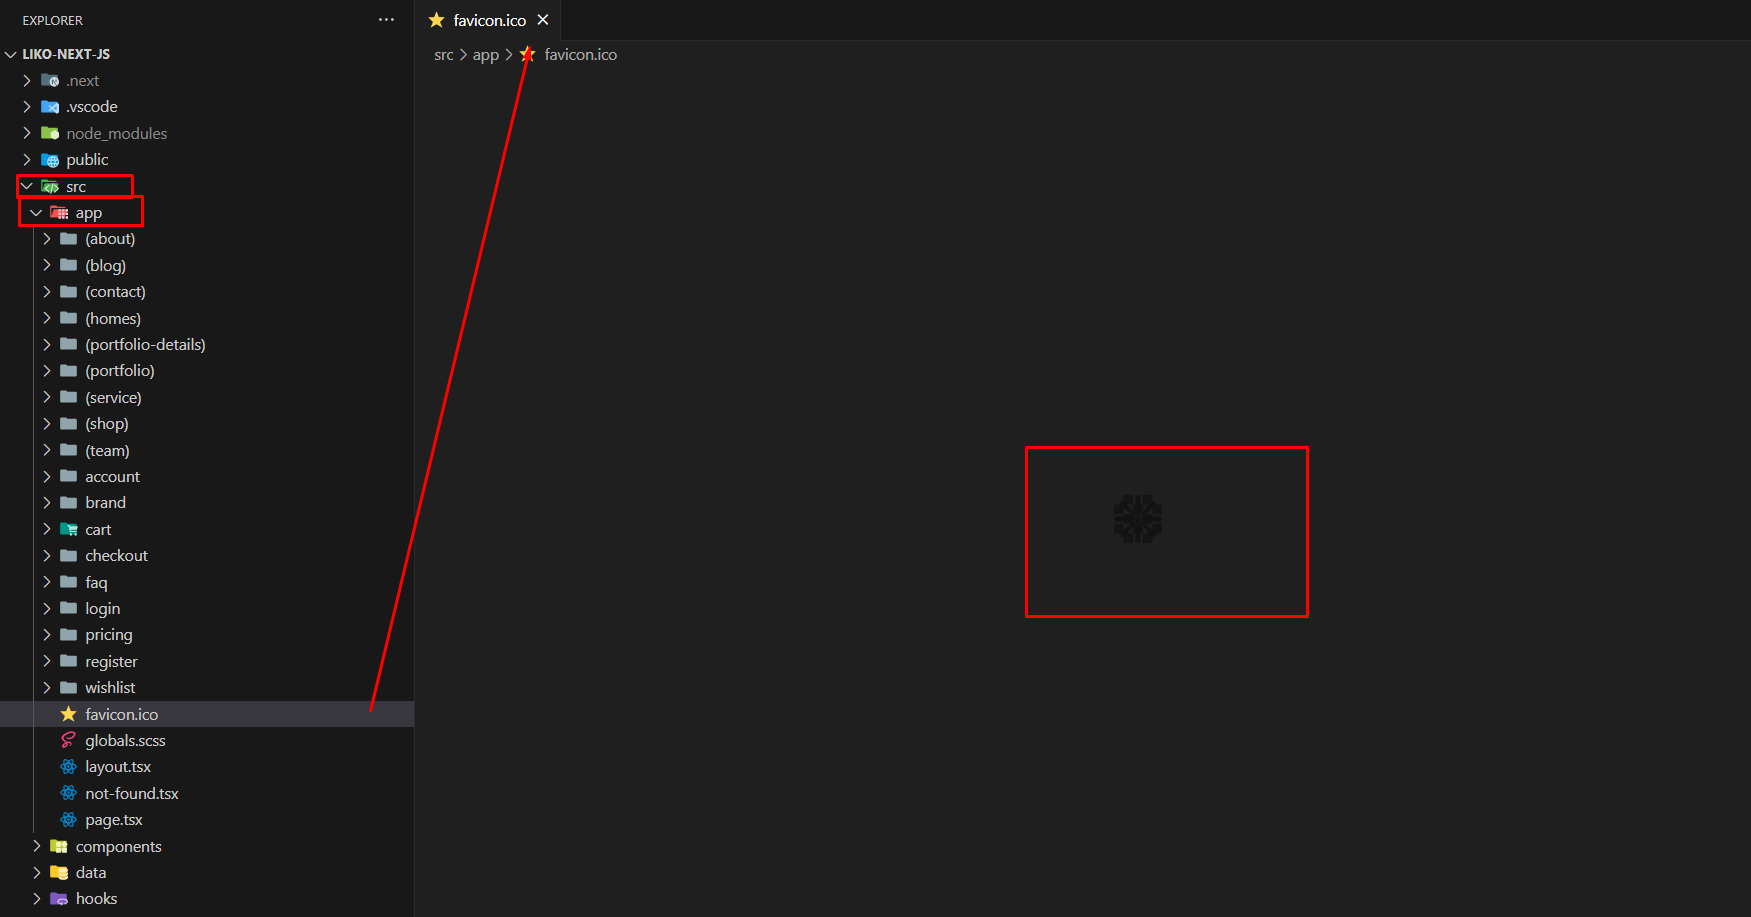 EXPLORER
LIKO-NEXT-JS
.next
.vscode
node_modules
public
src
app
(about)
(blog)
(contact)
(homes)
(portfolio-details)
(portfolio)
(service)
(shop)
(team)
account
brand
cart
checkout
faq
login
pricing
register
wishlist
favicon.ico
globals.scss
layout.tsx
not-found.tsx
page.tsx
components
data
hooks
favicon.ico
src > app > favicon.ico